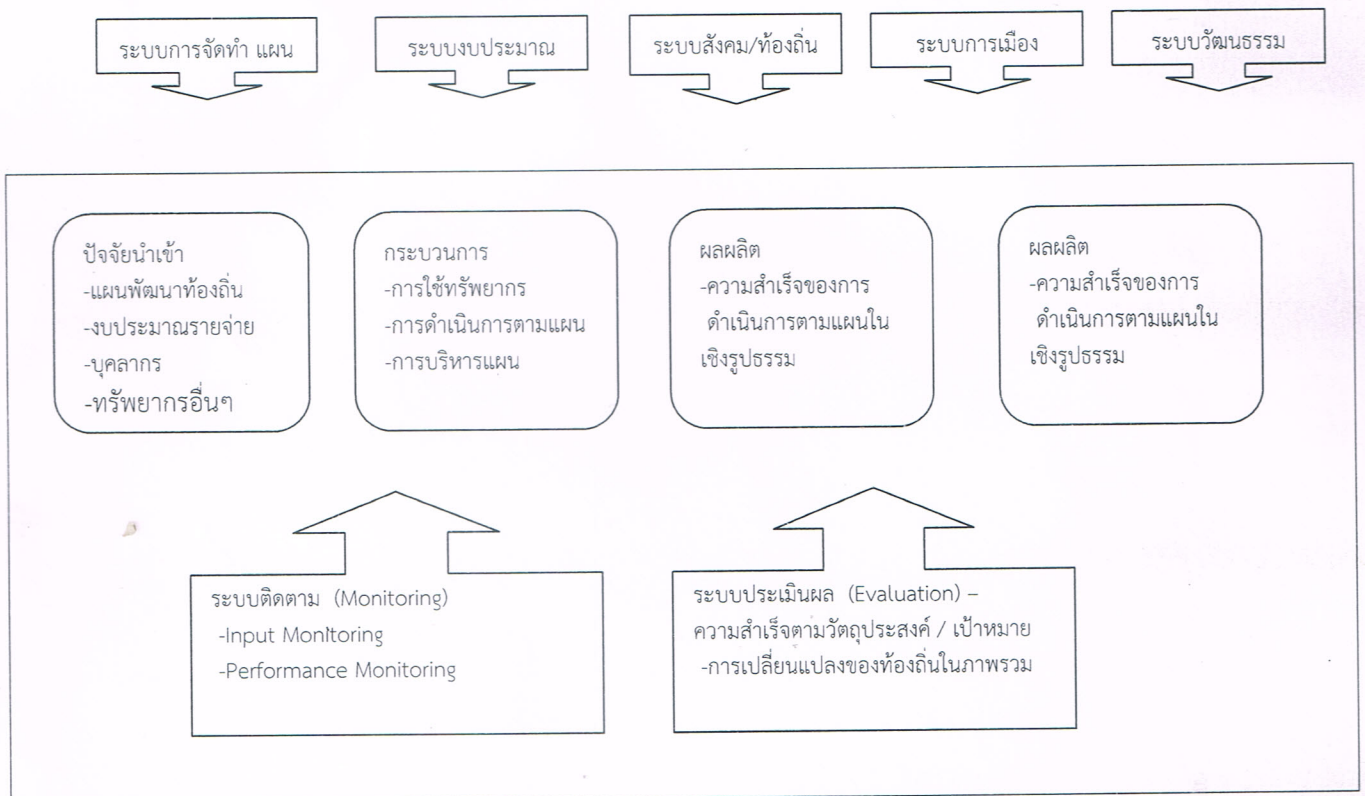 ระบบการจัดทำ แผน
ระบบงบประมาณ
ระบบสังคม/ท้องถิ่น
ระบบการเมือง
ระบบวัฒนธรรม
ปัจจัยนำเข้า
-แผนพัฒนาท้องถิ่น
-งบประมาณรายจ่าย
-บุคลากร
-ทรัพยากรอื่นๆ
กระบวนการ
-การใช้ทรัพยากร
-การดำเนินการตามแผน
-การบริหารแผน
ผลผลิต
-ความสำเร็จของการ
ดำเนินการตามแผนใน
เชิงรูปธรรม
ผลผลิต
-ความสำเร็จของการ
ดำเนินการตามแผนใน
เชิงรูปธรรม
ระบบติดตาม (Monitoring)
-Input Monitoring
-Performance Monitoring
ระบบประเมินผล (Evaluation) –
ความสำเร็จตามวัตถุประสงค์ / เป้าหมาย
-การเปลี่ยนแปลงของท้องถิ่นในภาพรวม